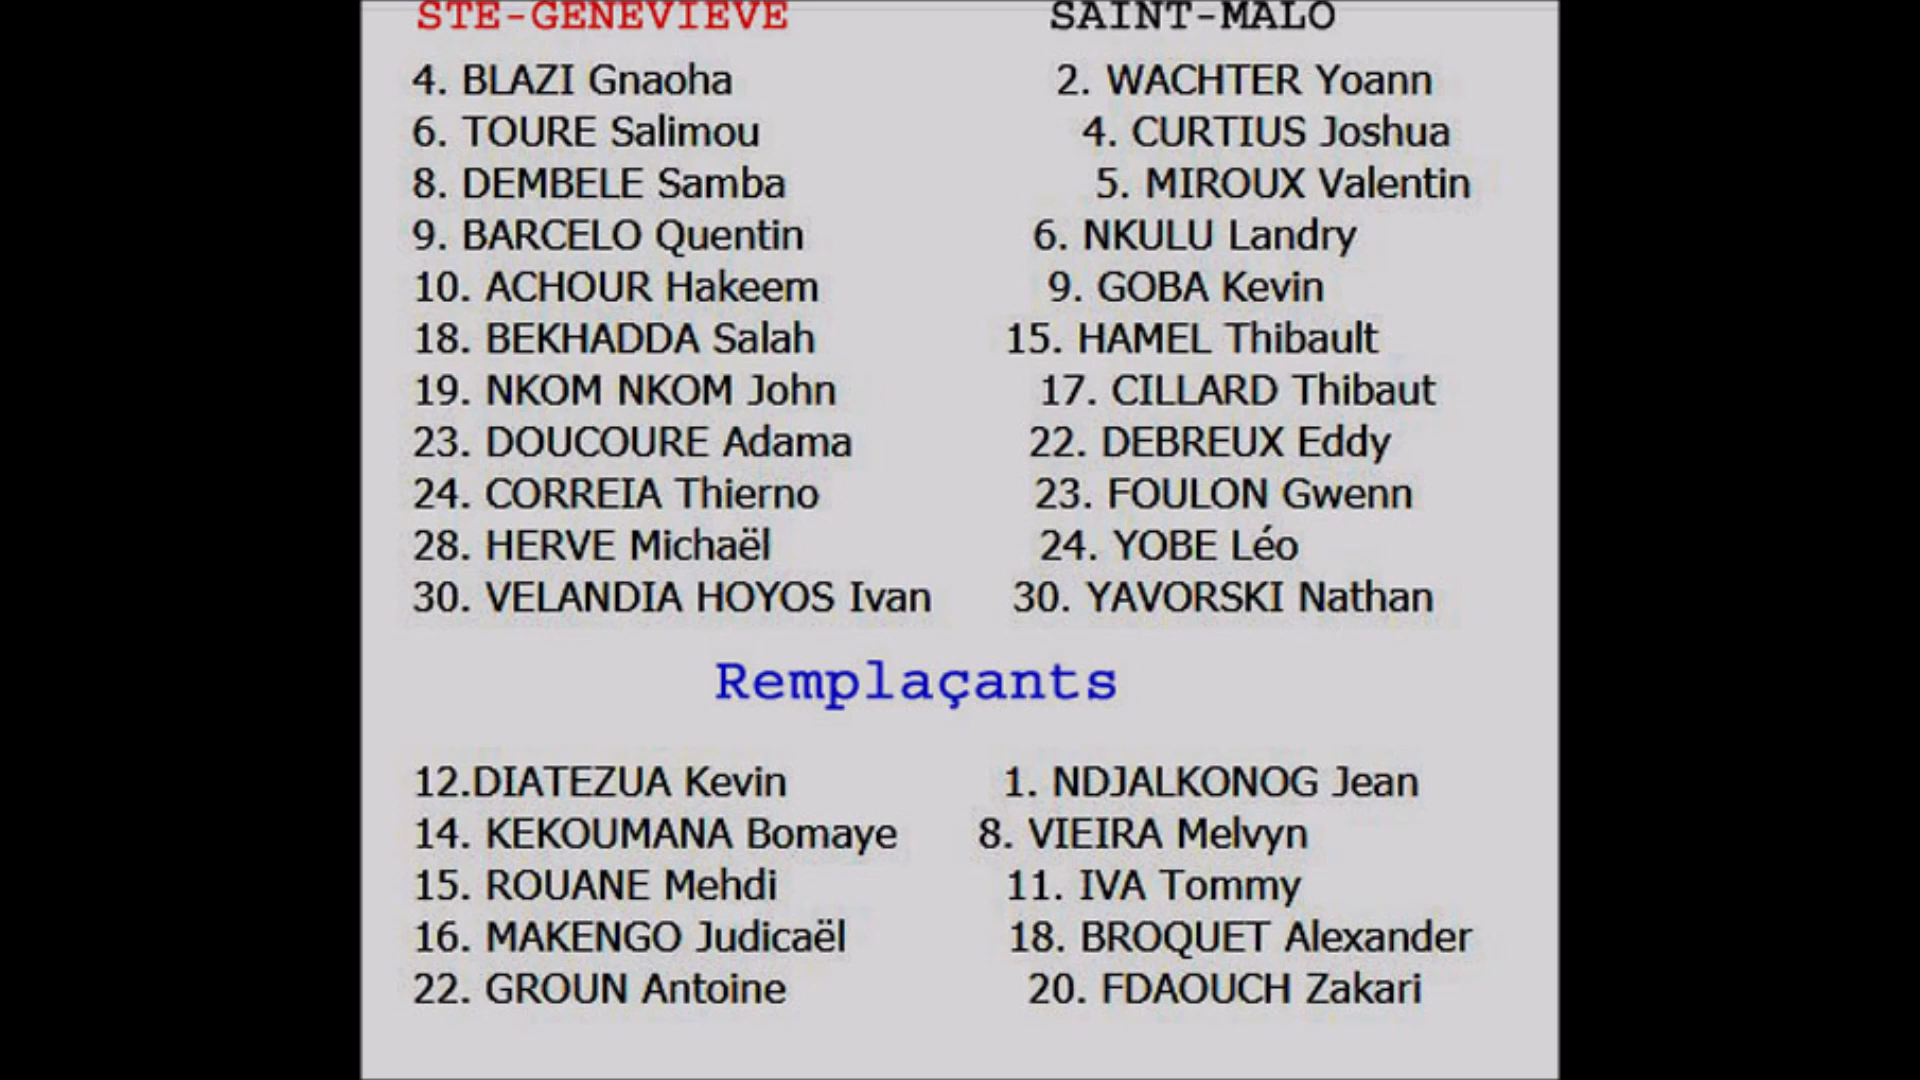 STE-GENEVIEVE SAINT-MALO
4. BLAZI Gnaoha 2. WACHTER Yoann
6. TOURE Salimou 4. CURTIUS Joshua
8. DEMBELE Samba 5. MIROUX Valentin
9. BARCELO Quentin 6. NKULU Landry
10. ACHOUR Hakeem 9. GOBA Kevin
18. BEKHADDA Salah 15. HAMEL Thibault
19. NKOM NKOM John 17. CILLARD Thibaut
23. DOUCOURE Adama 22. DEBREUX Eddy
24. CORREIA Thierno 23. FOULON Gwenn
28. HERVE Michaël 24. YOBE Léo
30. VELANDIA HOYOS Ivan 30. YAVORSKI Nathan
Remplaçants
12.DIATEZUA Kevin 1. NDJALKONOG Jean
14. KEKOUMANA Bomaye 8. VIEIRA Melvyn
15. ROUANE Mehdi 11. IVA Tommy
16. MAKENGO Judicaël 18. BROQUET Alexander
22. GROUN Antoine 20. FDAOUCH Zakari